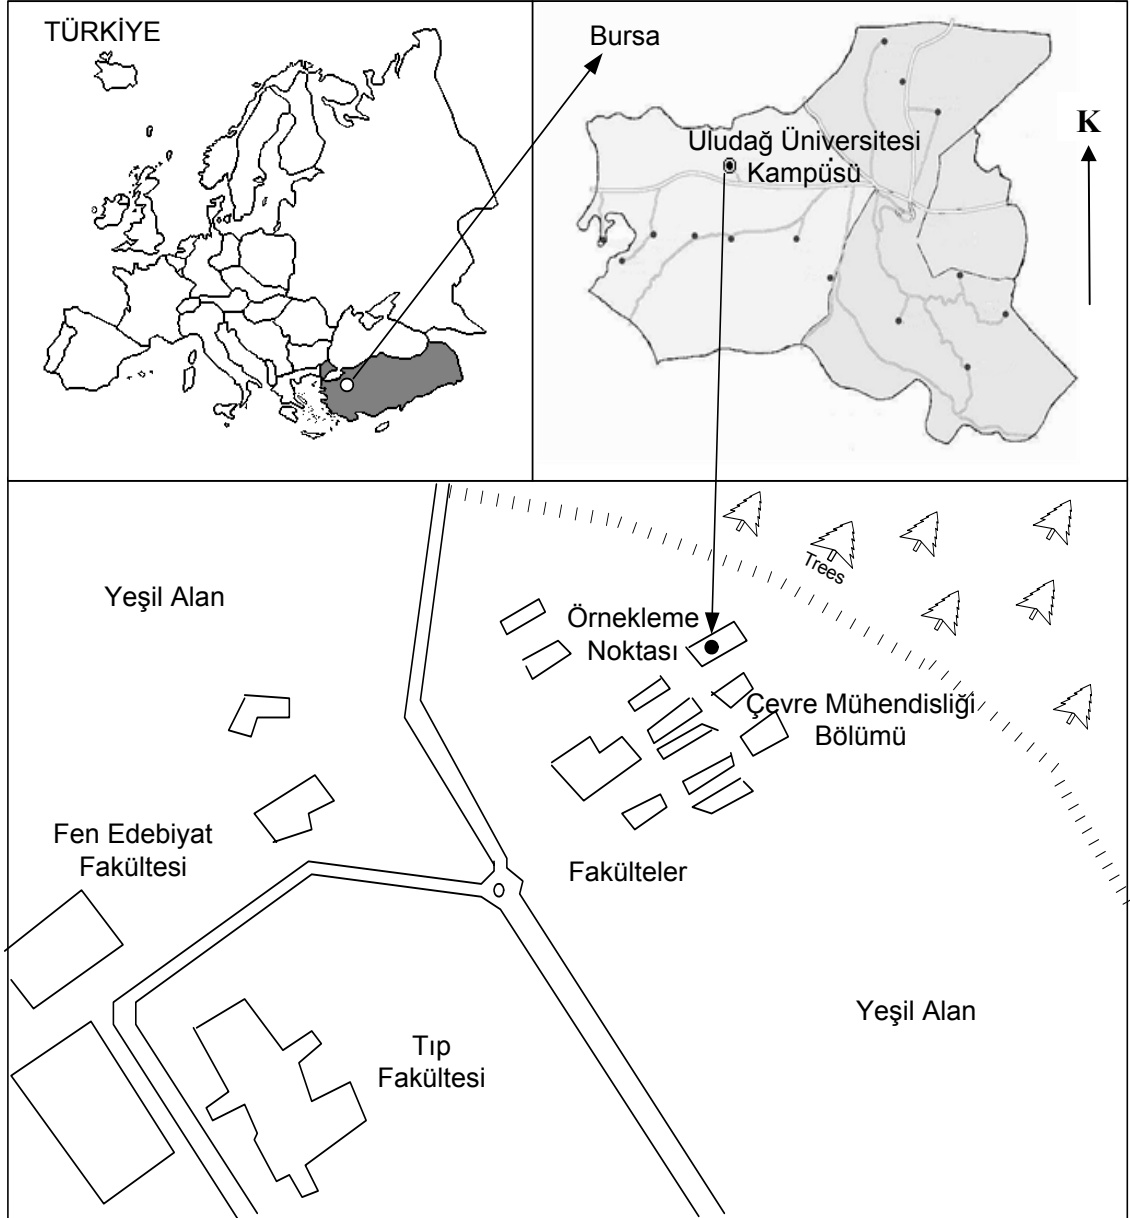 TÜRKİYE
Bursa
K
Uludağ Üniversitesi
Kampüsü
Trees
Yeşil Alan
Örnekleme
Noktası
Çevre Mühendisliği
Bölümü
Fen Edebiyat
Fakültesi
Fakülteler
Yeşil Alan
Tıp
Fakültesi